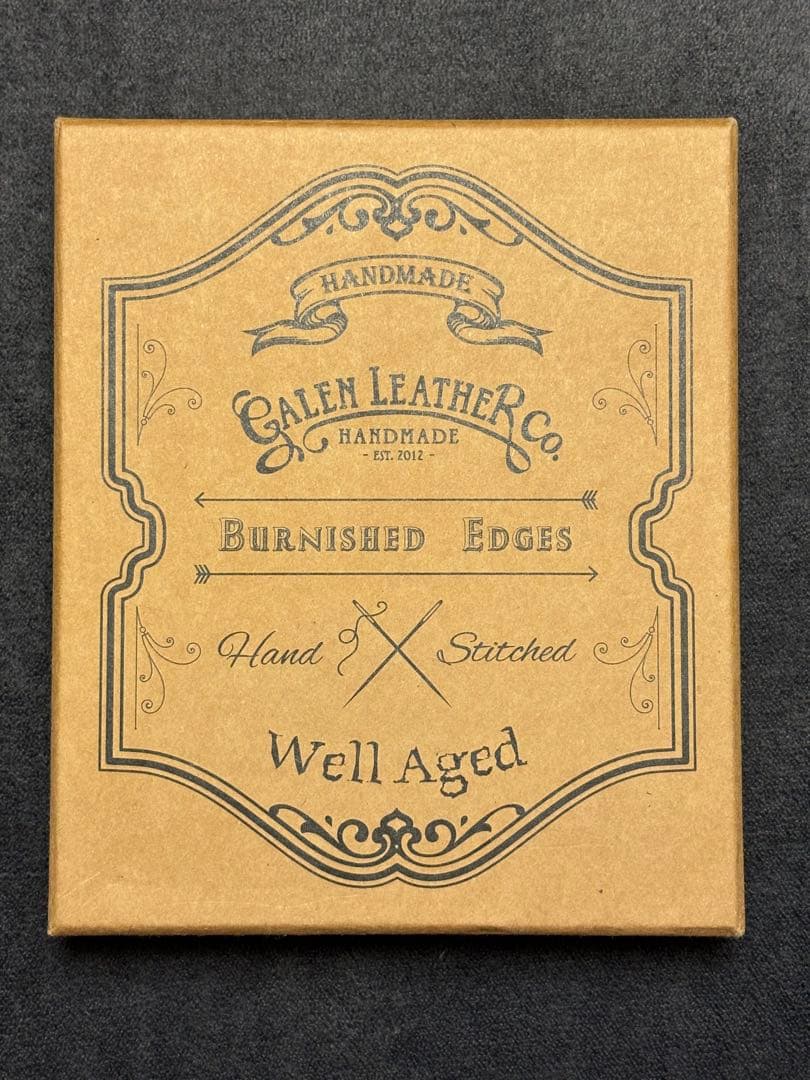 HANDMADE
GALEN LEATHER CO.
HANDMADE
- EST. 2012 -
BURNISHED EDGES
Hand Stitched
Well Aged